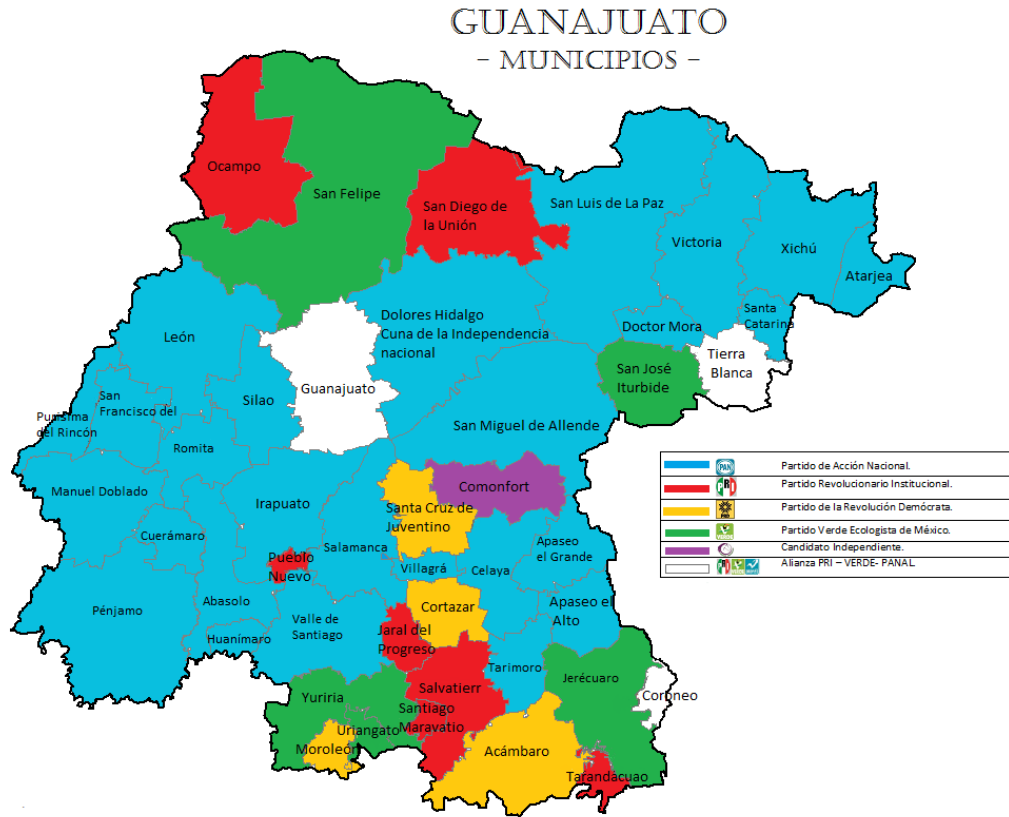 GUANAJUATO
- MUNICIPIOS -
Ocampo
San Felipe
San Diego de
la Unión
San Luis de La Paz
Victoria
Xichú
Atarjea
Santa
Catarina
Doctor Mora
Tierra
Blanca
San José
Iturbide
Dolores Hidalgo
Cuna de la Independencia
nacional
León
Guanajuato
Silao
San
Francisco del
Purísima
del Rincón
Romita
San Miguel de Allende
Manuel Doblado
Irapuato
Comonfort
Santa Cruz de
Juventino
Cuerámaro
Salamanca
Apaseo
el Grande
Pueblo
Nuevo
Villagrá
Celaya
Pénjamo
Abasolo
Cortazar
Apaseo el
Alto
Valle de
Santiago
Huanímaro
Jaral del
Progreso
Tarimoro
Jerécuaro
Salvatierr
Yuriria
Santiago
Maravatio
Coroneo
Uriangato
Moroleón
Acámbaro
Tarandacuao
PAN
Partido de Acción Nacional.
PRI
Partido Revolucionario Institucional.
PRD
Partido de la Revolución Demócrata.
Partido Verde Ecologista de México.
Candidato Independiente.
Alianza PRI – VERDE- PANAL